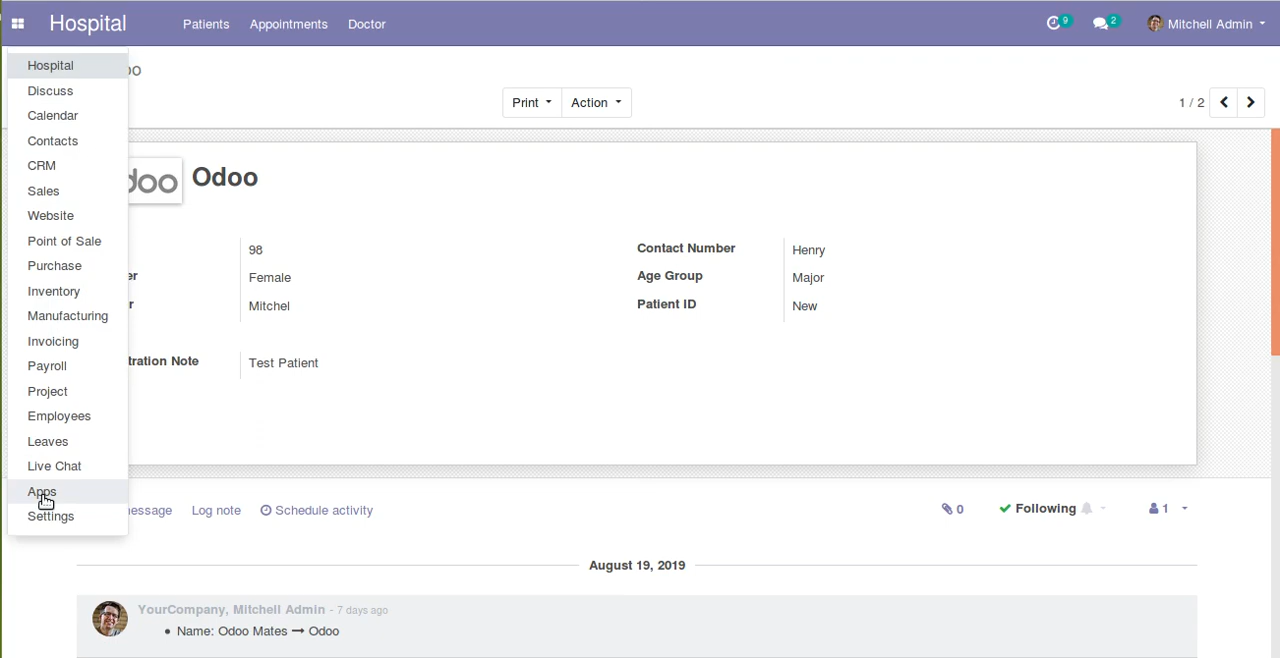 Hospital Patients Appointments Doctor 9 2 Mitchell Admin
Hospital
Discuss
Calendar
Contacts
CRM
Sales
Website
Point of Sale
Purchase
Inventory
Manufacturing
Invoicing
Payroll
Project
Employees
Leaves
Live Chat
Apps
Settings
oo
Print Action 1 / 2
doo Odoo
98 Contact Number Henry
er Female Age Group Major
r Mitchel Patient ID New
tration Note Test Patient
essage Log note Schedule activity 0 Following 1
August 19, 2019
YourCompany, Mitchell Admin - 7 days ago
• Name: Odoo Mates → Odoo